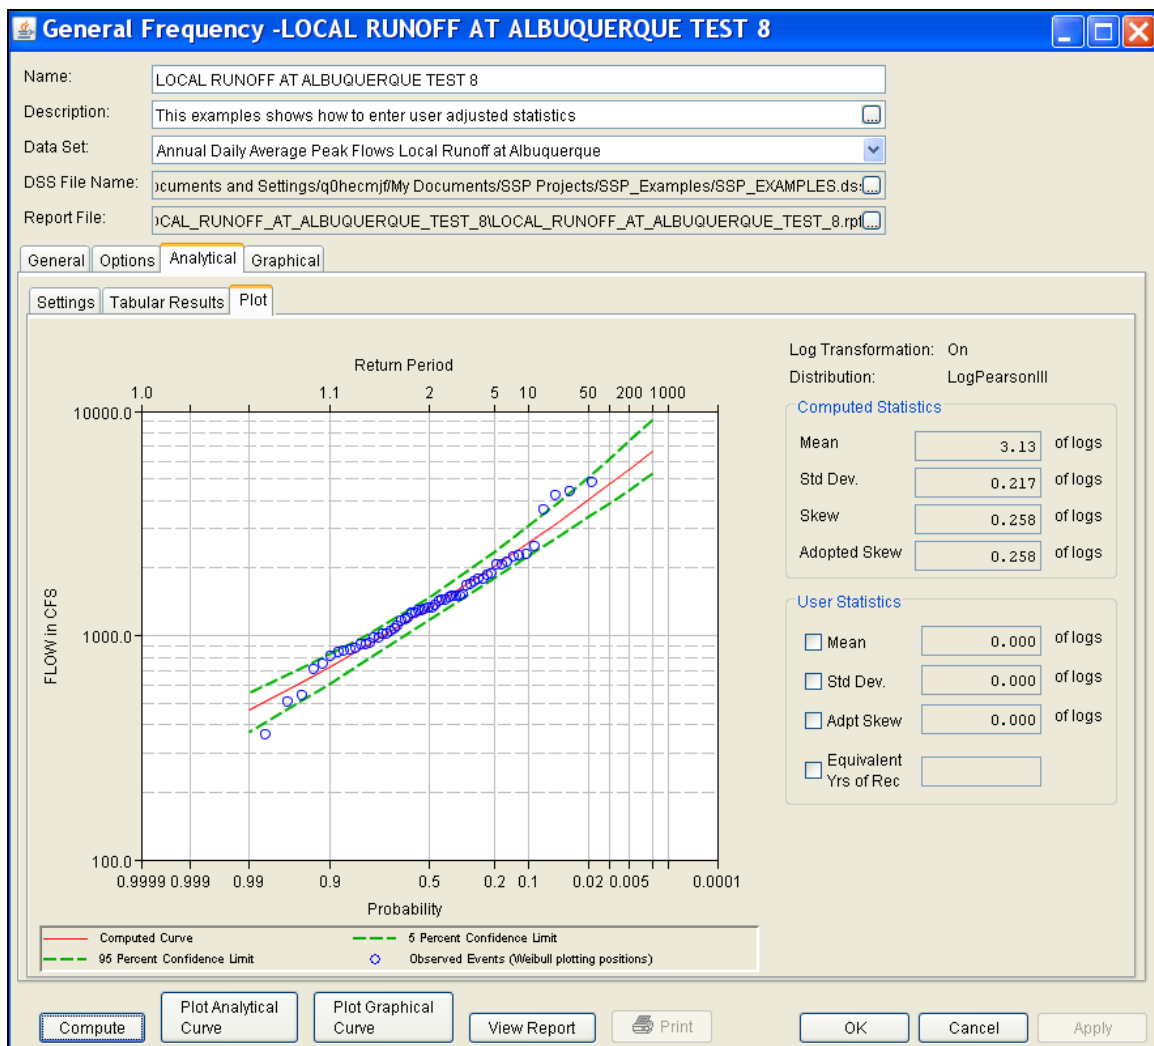 General Frequency -LOCAL RUNOFF AT ALBUQUERQUE TEST 8
Name: LOCAL RUNOFF AT ALBUQUERQUE TEST 8
Description: This examples shows how to enter user adjusted statistics ...
Data Set: Annual Daily Average Peak Flows Local Runoff at Albuquerque
DSS File Name: ocuments and Settings/q0hecmjf/My Documents/SSP Projects/SSP_Examples/SSP_EXAMPLES.ds ...
Report File: OCAL_RUNOFF_AT_ALBUQUERQUE_TEST_8\LOCAL_RUNOFF_AT_ALBUQUERQUE_TEST_8.rpt ...
General Options Analytical Graphical
Settings Tabular Results Plot
Return Period
1.0 1.1 2 5 10 50 200 1000
10000.0
1000.0
100.0
FLOW in CFS
0.9999 0.999 0.99 0.9 0.5 0.2 0.1 0.02 0.005 0.0001
Probability
Computed Curve 5 Percent Confidence Limit
95 Percent Confidence Limit Observed Events (Weibull plotting positions)
Log Transformation: On
Distribution: LogPearsonIII
Computed Statistics
Mean 3.13 of logs
Std Dev. 0.217 of logs
Skew 0.258 of logs
Adopted Skew 0.258 of logs
User Statistics
Mean 0.000 of logs
Std Dev. 0.000 of logs
Adpt Skew 0.000 of logs
Equivalent
Yrs of Rec
Compute
Plot Analytical
Curve
Plot Graphical
Curve
View Report
Print
OK
Cancel
Apply